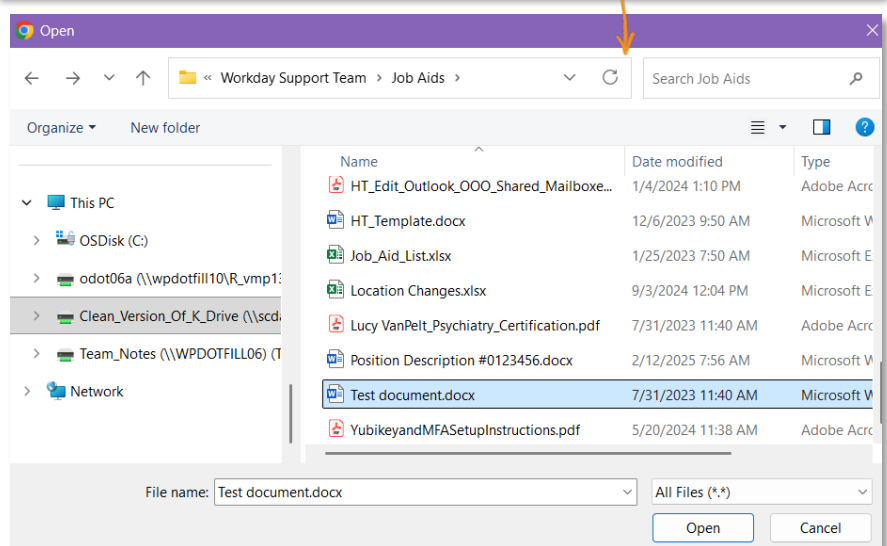 Open
« Workday Support Team > Job Aids >
Search Job Aids
Organize
New folder
Name
Date modified
Type
HT_Edit_Outlook_OOO_Shared_Mailboxe... 1/4/2024 1:10 PM Adobe Acrc
HT_Template.docx 12/6/2023 9:50 AM Microsoft W
Job_Aid_List.xlsx 1/25/2023 7:50 AM Microsoft E
Location Changes.xlsx 9/3/2024 12:04 PM Microsoft E
Lucy VanPelt_Psychiatry_Certification.pdf 7/31/2023 11:40 AM Adobe Acrc
Position Description #0123456.docx 2/12/2025 7:56 AM Microsoft W
Test document.docx 7/31/2023 11:40 AM Microsoft W
YubikeyandMFASetupInstructions.pdf 5/20/2024 11:38 AM Adobe Acrc
This PC
OSDisk (C:)
odot06a (\\wpdotfill10\R_vmp13
Clean_Version_Of_K_Drive (\\scda
Team_Notes (\\WPDOTFILL06) (T
Network
File name: Test document.docx
All Files (*.*)
Open
Cancel